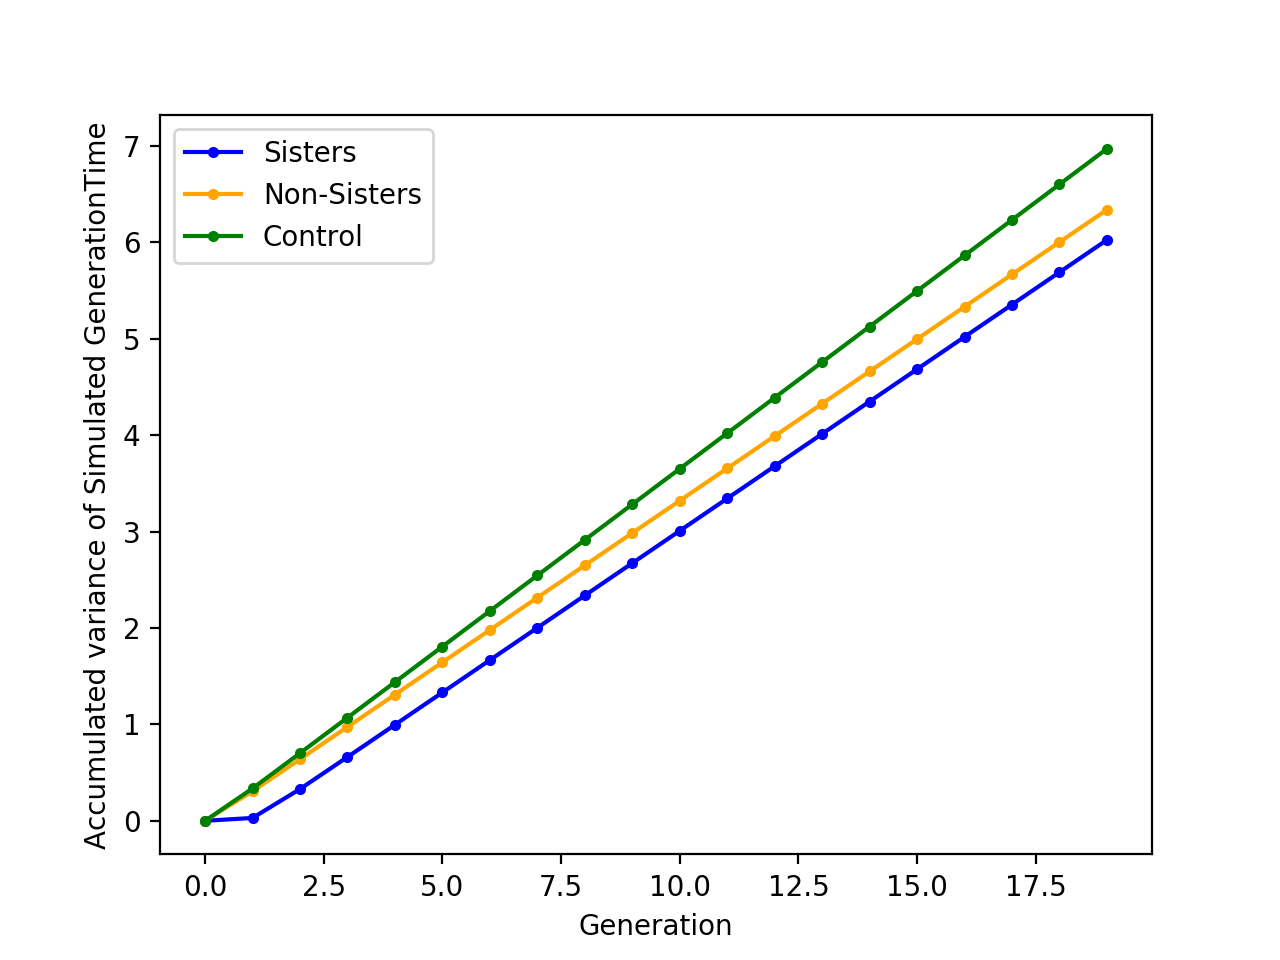 Accumulated variance of Simulated GenerationTime
7
6
5
4
3
2
1
0
Sisters
Non-Sisters
Control
0.0 2.5 5.0 7.5 10.0 12.5 15.0 17.5
Generation